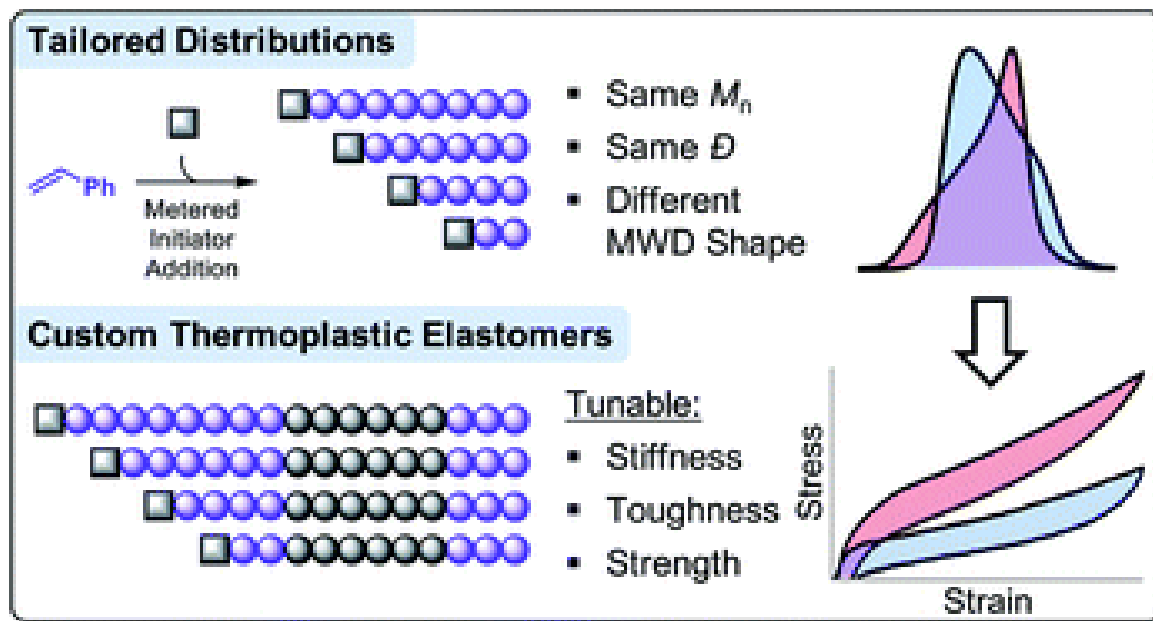 Tailored Distributions
Ph
Metered
Initiator
Addition
▪ Same Mn
▪ Same Đ
▪ Different
MWD Shape
Custom Thermoplastic Elastomers
Tunable:
▪ Stiffness
▪ Toughness
▪ Strength
Stress
Strain